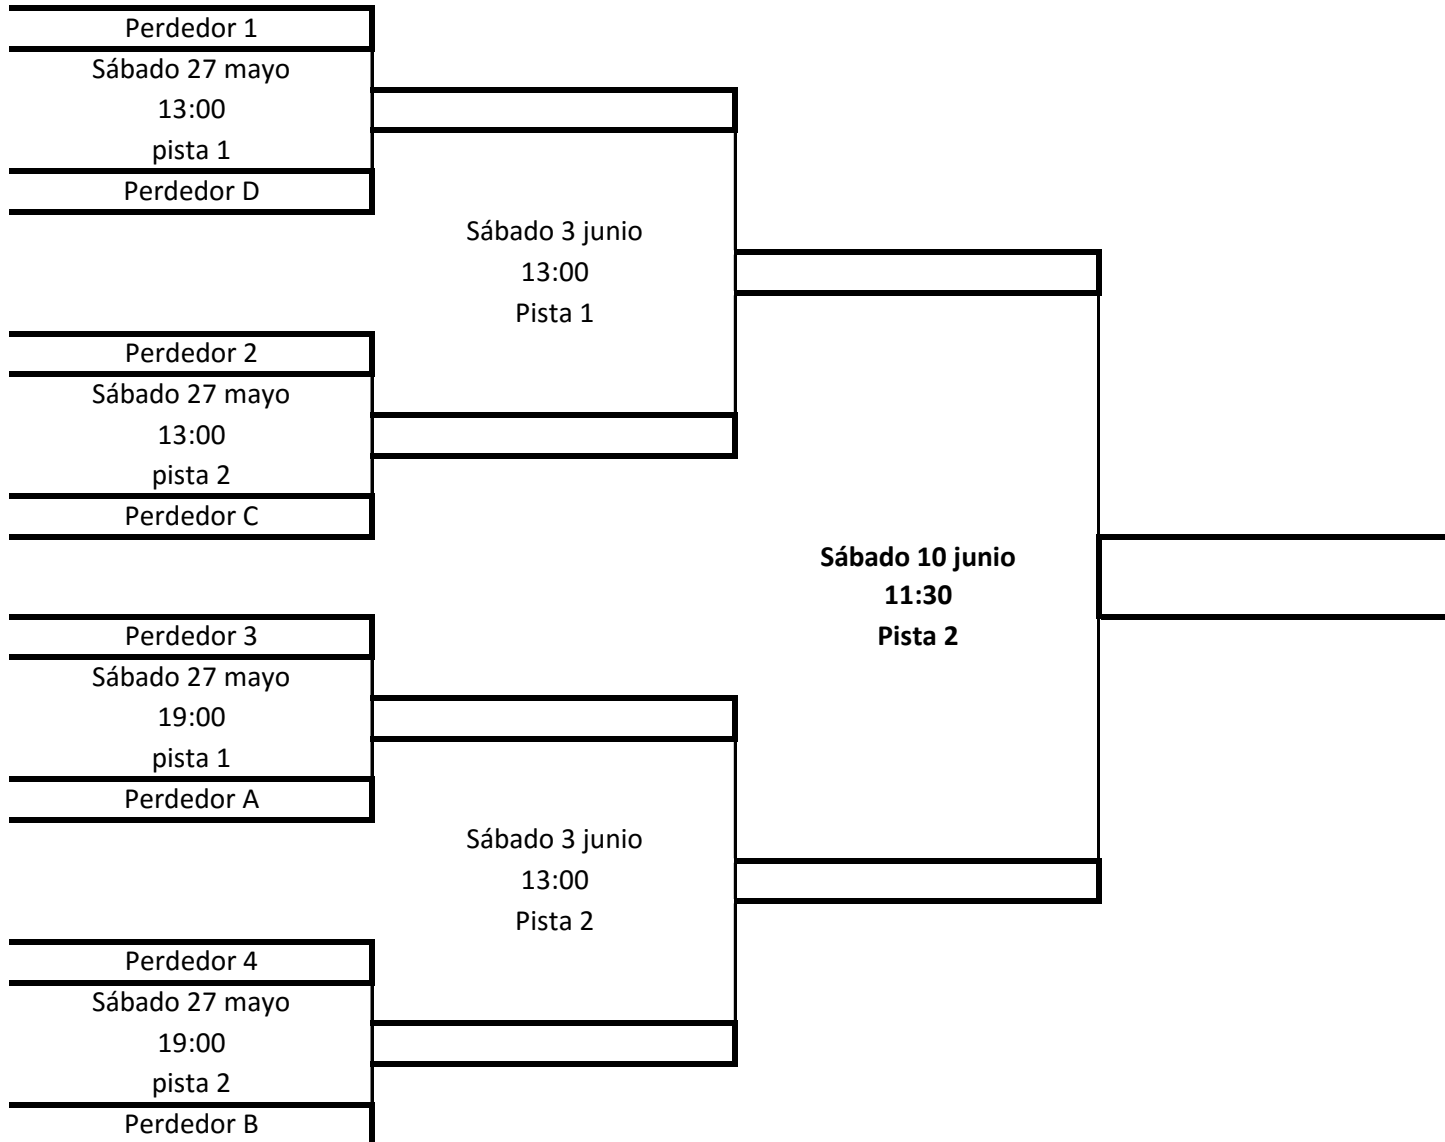 Perdedor 1
Sábado 27 mayo
13:00
pista 1
Perdedor D
Sábado 3 junio
13:00
Pista 1
Perdedor 2
Sábado 27 mayo
13:00
pista 2
Perdedor C
Sábado 10 junio
11:30
Pista 2
Perdedor 3
Sábado 27 mayo
19:00
pista 1
Perdedor A
Sábado 3 junio
13:00
Pista 2
Perdedor 4
Sábado 27 mayo
19:00
pista 2
Perdedor B